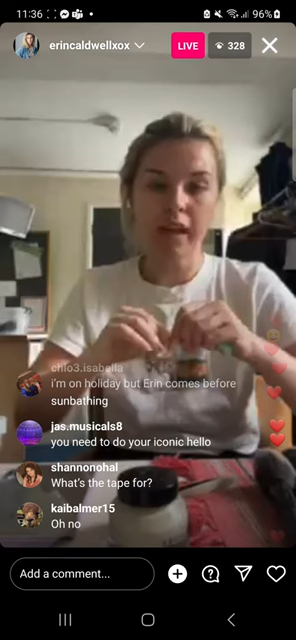 11:36
96%
erincaldwellxox
LIVE
328
chlo3.isabella
i'm on holiday but Erin comes before
sunbathing
jas.musicals8
you need to do your iconic hello
shannonohal
What's the tape for?
kaibalmer15
Oh no
Add a comment...